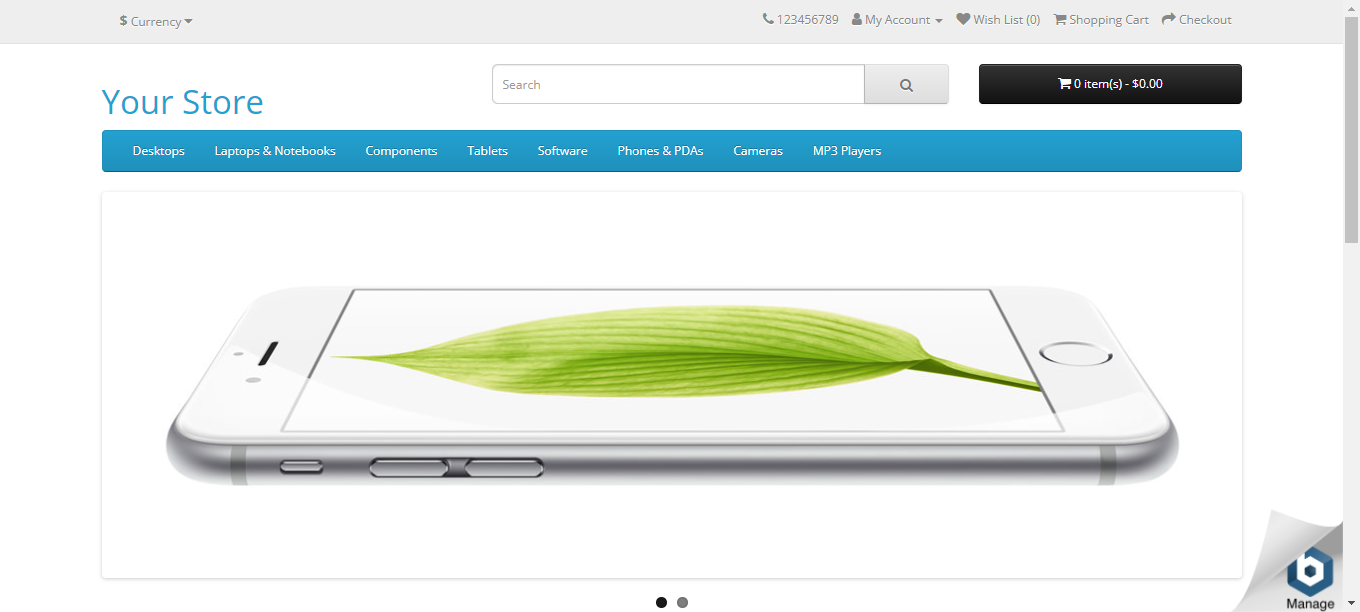 $ Currency
123456789 My Account Wish List (0) Shopping Cart Checkout
Your Store
Search
0 item(s) - $0.00
Desktops Laptops & Notebooks Components Tablets Software Phones & PDAs Cameras MP3 Players
b
Manage